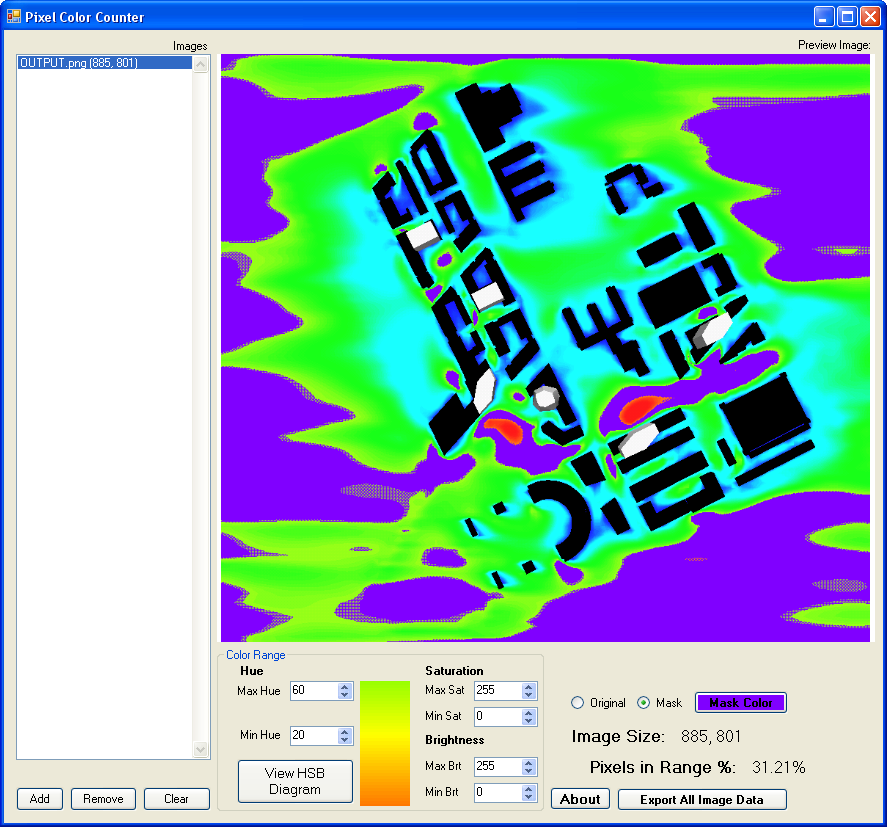 Pixel Color Counter
Images
Preview Image:
OUTPUT.png (885, 801)
Color Range
Hue
Max Hue 60
Min Hue 20
View HSB
Diagram
Saturation
Max Sat 255
Min Sat 0
Brightness
Max Brt 255
Min Brt 0
Original Mask Mask Color
Image Size: 885, 801
Pixels in Range %: 31.21%
Add Remove Clear
About Export All Image Data